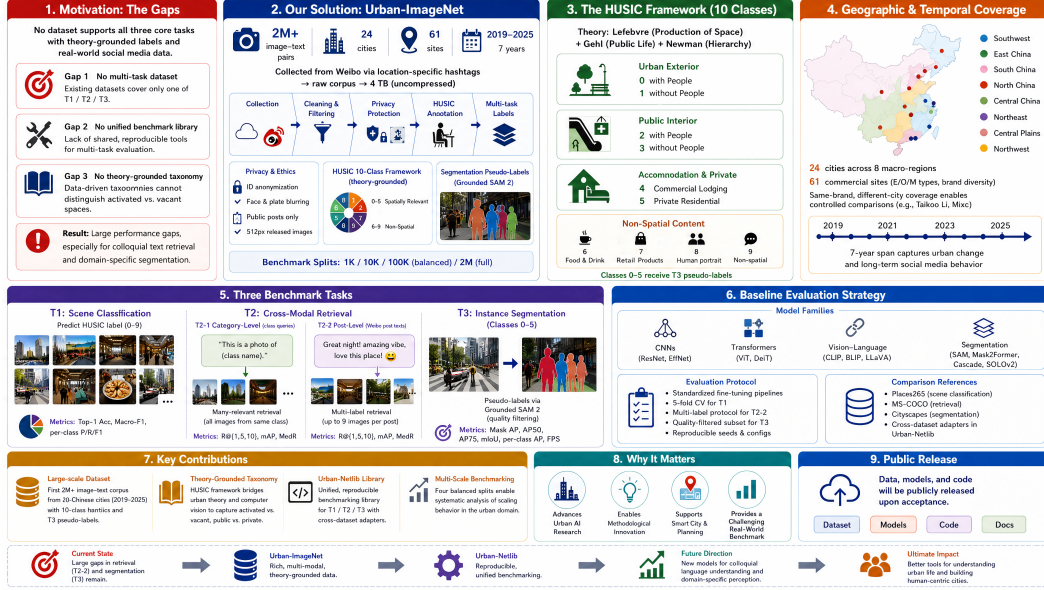 1. Motivation: The Gaps
No dataset supports all three core tasks
with theory-grounded labels and
real-world social media data.
Gap 1 No multi-task dataset
Existing datasets cover only one of
T1 / T2 / T3.
Gap 2 No unified benchmark library
Lack of shared, reproducible tools
for multi-task evaluation.
Gap 3 No theory-grounded taxonomy
Data-driven taxoomnies cannot
distinguish activated vs. vacant
spaces.
Result: Large performance gaps,
especially for colloquial text retrieval
and domain-specific segmentation.
2. Our Solution: Urban-ImageNet
2M+
image–text
pairs
24
cities
61
sites
2019–2025
7 years
Collected from Weibo via location-specific hashtags
→ raw corpus → 4 TB (uncompressed)
Collection
Cleaning &
Filtering
Privacy
Protection
HUSIC
Anootation
Multi-task
Labels
Privacy & Ethics
ID anonymization
Face & plate blurring
Public posts only
512px released images
HUSIC 10-Class Framework
(theory-grounded)
0–5 Spatially Relevant
6–9 Non-Spatial
Segmentation Pseudo-Labels
(Grounded SAM 2)
Benchmark Splits: 1K / 10K / 100K (balanced) / 2M (full)
3. The HUSIC Framework (10 Classes)
Theory: Lefebvre (Production of Space)
+ Gehl (Public Life) + Newman (Hierarchy)
Urban Exterior
0 with People
1 without People
Public Interior
2 with People
3 without People
Accomnodation & Private
4 Commercial Lodging
5 Private Residential
Non-Spatial Content
6
Food & Drink
7
Retail Products
8
Human portrait
9
Non-spatial
Classes 0–5 receive T3 pseudo-labels
4. Geographic & Temporal Coverage
Southwest
East China
South China
North China
Central China
Northeast
Central Plains
Northwest
24 cities across 8 macro-regions
61 commercial sites (E/O/M types, brand diversity)
Same-brand, different-city coverage enables
controlled comparisons (e.g., Taikoo Li, Mixc)
2019 2021 2023 2025
7-year span captures urban change
and long-term social media behavior
5. Three Benchmark Tasks
T1: Scene Classification
Predict HUSIC label (0–9)
...
Metrics: Top-1 Acc, Macro-F1,
per-class P/R/F1
T2: Cross-Modal Retrieval
T2–1 Category-Level (class queries)
"This is a photo of
(class name)."
...
Many-relevant retrieval
(all images from same class)
Metrics: R@{1,5,10}, mAP, MedR
T2–2 Post-Level (Weibo post texts)
Great night! amazing vibe,
love this place!
...
Multi-label retrieval
(up to 9 images per post)
Metrics: R@{1,5,10}, mAP, MedR
T3: Instance Segmentation
(Classes 0–5)
Pseudo-labels via
Grounded SAM 2
(quality filtering)
Metrics: Mask AP, AP50,
AP75, mIoU, per-class AP, FPS
6. Baseline Evaluation Strategy
Model Families
CNNs
(ResNet, EffNet)
Transformers
(ViT, DeiT)
Vision–Language
(CLIP, BLIP, LLaVA)
Segmentation
(SAM, Mask2Former,
Cascade, SOLOv2)
Evaluation Protocol
• Standardized fine-tuning pipelines
• 5-fold CV for T1
• Multi-label protocol for T2-2
• Quality-filtered subset for T3
• Reproducible seeds & configs
Comparison References
• Places265 (scene classification)
• MS-COCO (retrieval)
• Cityscapes (segmentation)
• Cross-dataset adapters in
Urban-Netlib
7. Key Contributions
Large-scale Dataset
First 2M+ image–text corpus
from 20-Chinese cities (2019–2025)
with 10-class hantics and
T3 pseudo-labels.
Theory-Grounded Taxonomy
HUSIC framework bridges
urban theory and computer
vision to capture activated vs.
vacant, public vs. private.
Urban-Netlib Library
Unified, reproducible
benchmarking library
for T1 / T2 / T3 with
cross-dataset adapters.
Multi-Scale Benchmarking
Four balanced splits enable
systematic analysis of scaling
behavior in the urban domain.
8. Why It Matters
Advances
Urban AI
Research
Enables
Methodological
Innovation
Supports
Smart City &
Planning
Provides a
Challenging
Real-World
Benchmark
9. Public Release
Data, models, and code
will be publicly released
upon acceptance.
Dataset
Models
Code
Docs
Current State
Large gaps in retrieval
(T2-2) and segmentation
(T3) remain.
Urban-ImageNet
Rich, multi-modal,
theory-grounded data.
Urban-Netlib
Reproducible,
unified benchmarking.
Future Direction
New models for colloquial
language understanding and
domain-specific perception.
Ultimate Impact
Better tools for understanding
urban life and building
human-centric cities.